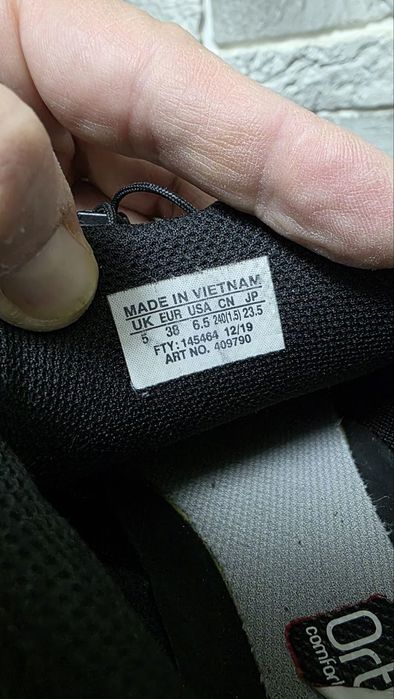 MADE IN VIETNAM
UK EUR USA CN JP
5 38 6.5 240(1.5) 23.5
FTY: 145464 12/19
ART NO. 409790
Ort
comfor